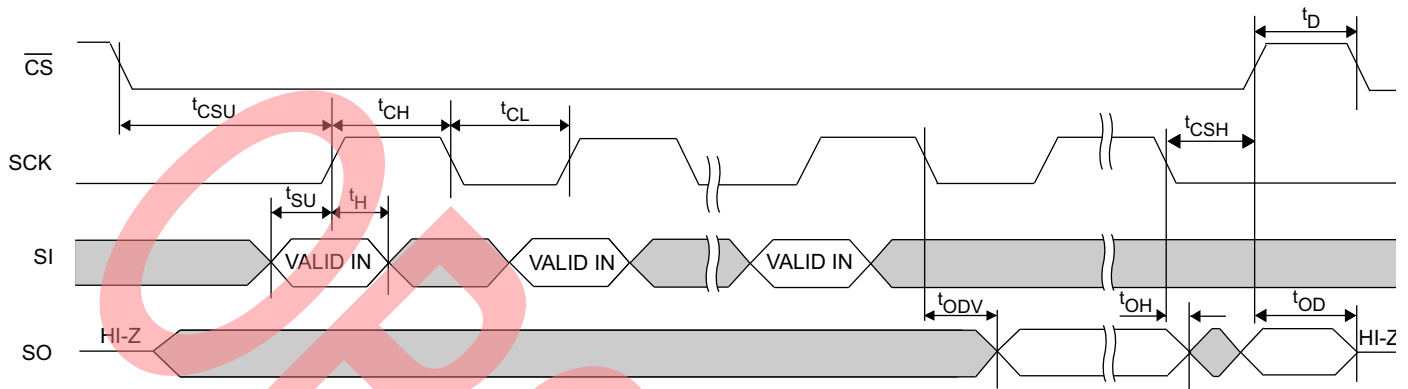 t_D
C̅S̅
t_CSU t_CH t_CL
t_CSH
SCK
t_SU t_H
SI VALID IN VALID IN VALID IN
t_ODV t_OH t_OD
HI-Z HI-Z
SO